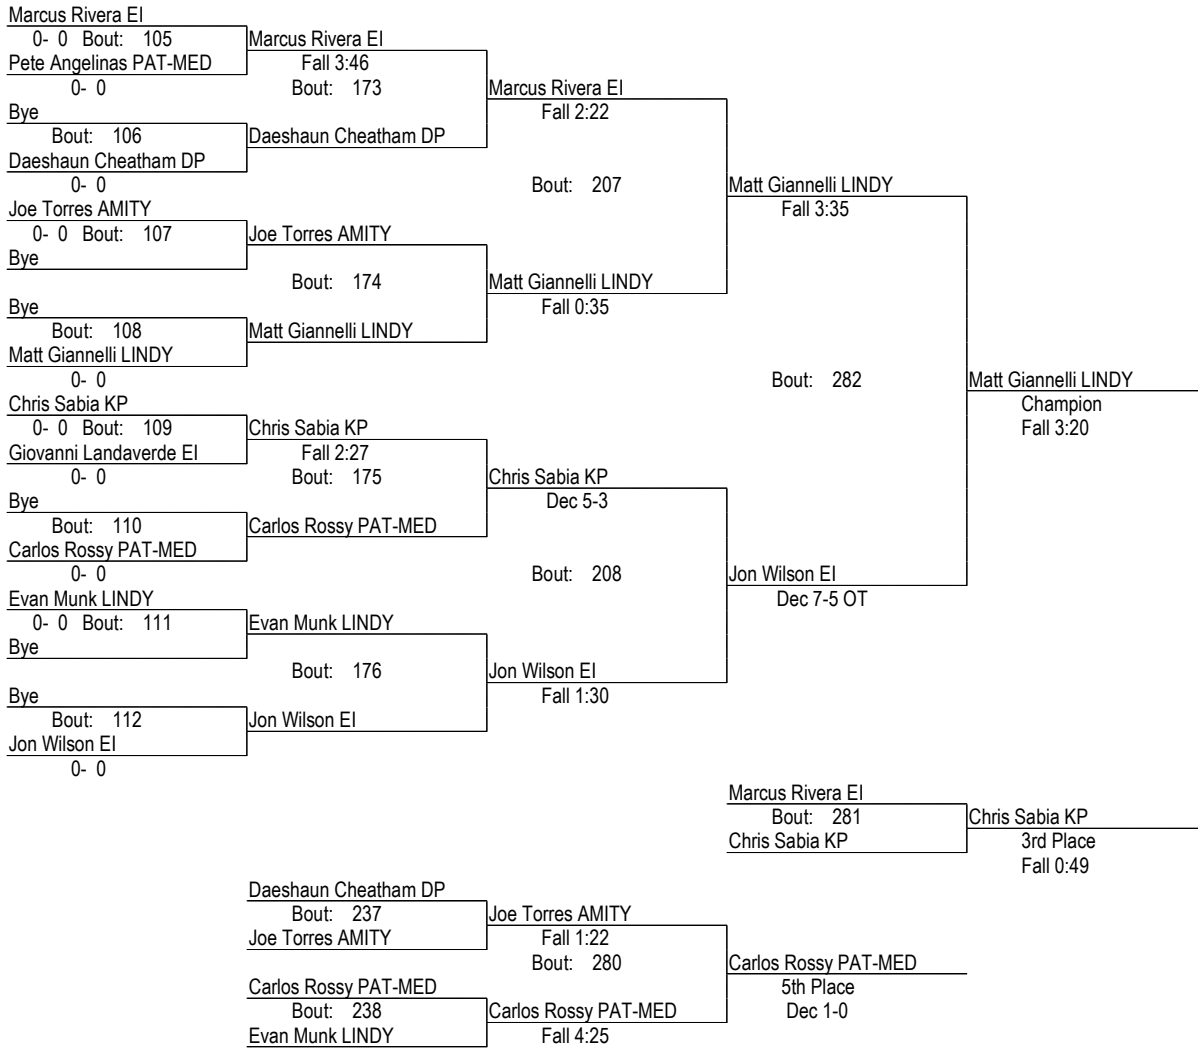 Marcus Rivera EI
0- 0 Bout: 105
Marcus Rivera EI
Pete Angelinas PAT-MED
Fall 3:46
0- 0
Bout: 173
Marcus Rivera EI
Bye
Fall 2:22
Bout: 106
Daeshaun Cheatham DP
Daeshaun Cheatham DP
0- 0
Bout: 207
Matt Giannelli LINDY
Joe Torres AMITY
Fall 3:35
0- 0 Bout: 107
Joe Torres AMITY
Bye
Bout: 174
Matt Giannelli LINDY
Bye
Fall 0:35
Bout: 108
Matt Giannelli LINDY
Matt Giannelli LINDY
0- 0
Bout: 282
Matt Giannelli LINDY
Chris Sabia KP
Champion
0- 0 Bout: 109
Chris Sabia KP
Fall 3:20
Giovanni Landaverde EI
Fall 2:27
0- 0
Bout: 175
Chris Sabia KP
Bye
Dec 5-3
Bout: 110
Carlos Rossy PAT-MED
Carlos Rossy PAT-MED
0- 0
Bout: 208
Jon Wilson EI
Evan Munk LINDY
Dec 7-5 OT
0- 0 Bout: 111
Evan Munk LINDY
Bye
Bout: 176
Jon Wilson EI
Bye
Fall 1:30
Bout: 112
Jon Wilson EI
Jon Wilson EI
0- 0
Marcus Rivera EI
Bout: 281
Chris Sabia KP
Chris Sabia KP
3rd Place
Fall 0:49
Daeshaun Cheatham DP
Bout: 237
Joe Torres AMITY
Joe Torres AMITY
Fall 1:22
Bout: 280
Carlos Rossy PAT-MED
Carlos Rossy PAT-MED
5th Place
Bout: 238
Carlos Rossy PAT-MED
Dec 1-0
Evan Munk LINDY
Fall 4:25